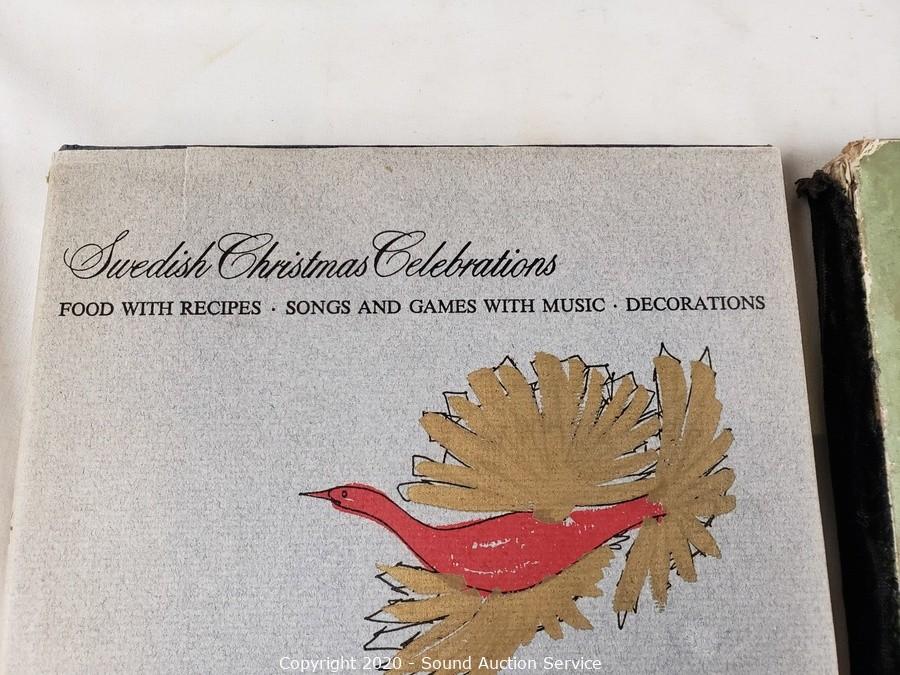 Swedish Christmas Celebrations
FOOD WITH RECIPES · SONGS AND GAMES WITH MUSIC · DECORATIONS
Copyright 2020 - Sound Auction Service